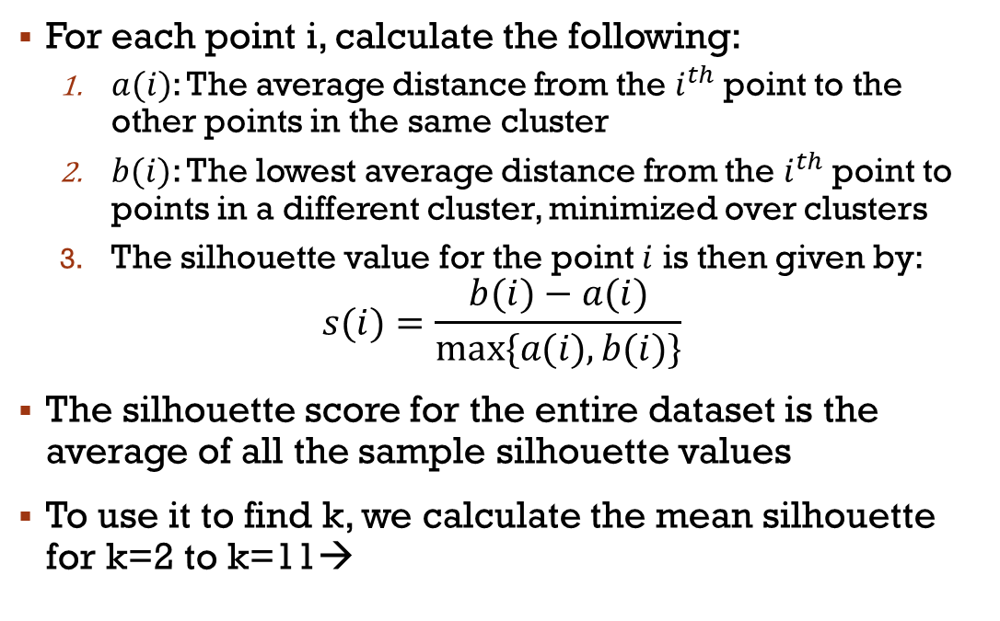 ▪ For each point i, calculate the following:
1. a(i): The average distance from the i^th point to the
other points in the same cluster
2. b(i): The lowest average distance from the i^th point to
points in a different cluster, minimized over clusters
3. The silhouette value for the point i is then given by:
s(i) = (b(i) − a(i)) / max{a(i), b(i)}
▪ The silhouette score for the entire dataset is the
average of all the sample silhouette values
▪ To use it to find k, we calculate the mean silhouette
for k=2 to k=11→